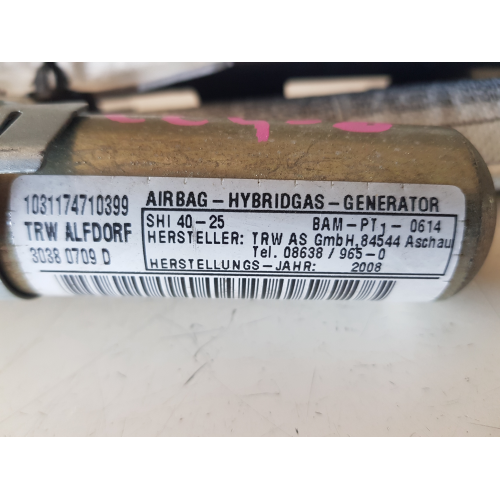 1031174710399
TRW ALFDORF
3038 0709 D
AIRBAG-HYBRIDGAS-GENERATOR
SHI 40-25 BAM-PT1-0614
HERSTELLER: TRW AS GmbH,84544 Aschau
Tel. 08638/965-0
HERSTELLUNGS-JAHR: 2008